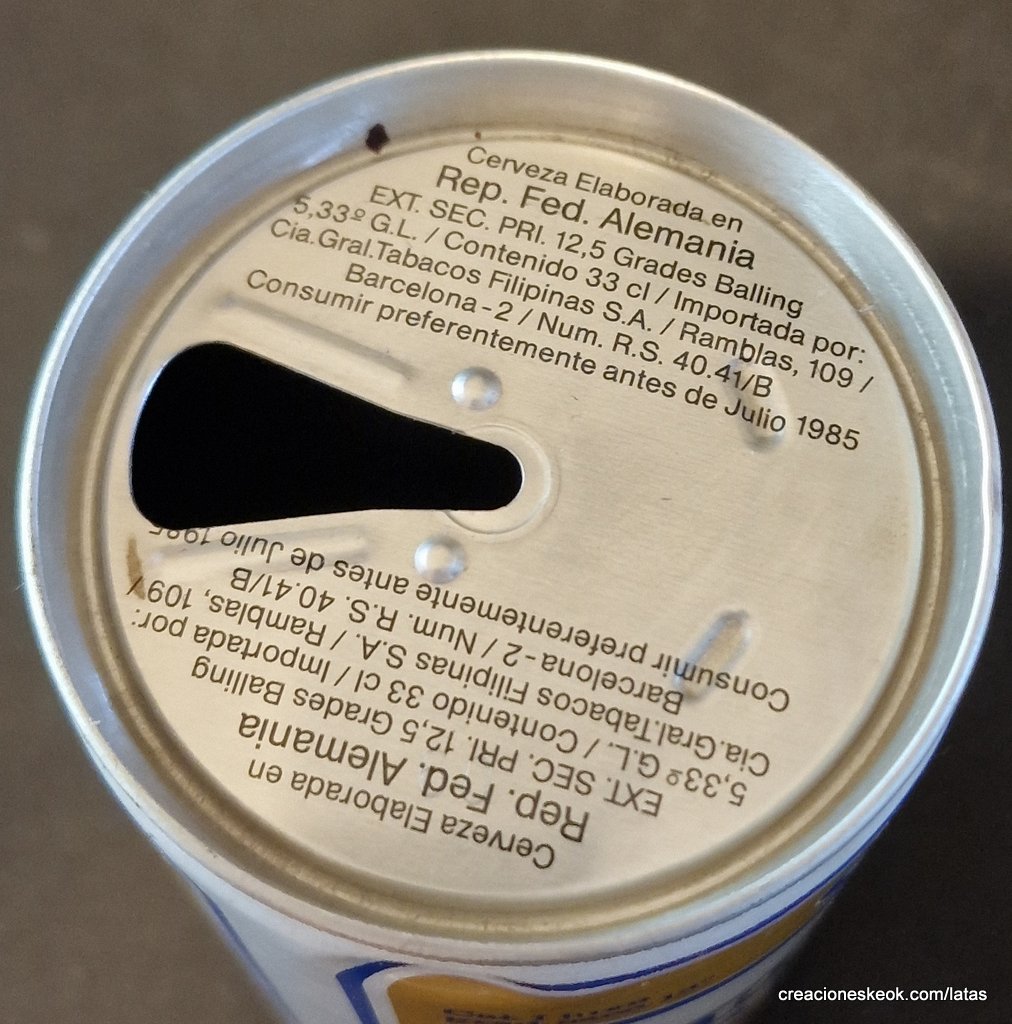 Cerveza Elaborada en
Rep. Fed. Alemania
EXT. SEC. PRI. 12,5 Grades Balling
5,33º G.L. / Contenido 33 cl / Importada por:
Cia.Gral.Tabacos Filipinas S.A. / Ramblas, 109 /
Barcelona-2 / Num. R.S. 40.41/B
Consumir preferentemente antes de Julio 1985
Cerveza Elaborada en
Rep. Fed. Alemania
EXT. SEC. PRI. 12,5 Grades Balling
5,33º G.L. / Contenido 33 cl / Importada por:
Cia.Gral.Tabacos Filipinas S.A. / Ramblas, 109 /
Barcelona-2 / Num. R.S. 40.41/B
Consumir preferentemente antes de Julio 1985
creacioneskeok.com/latas